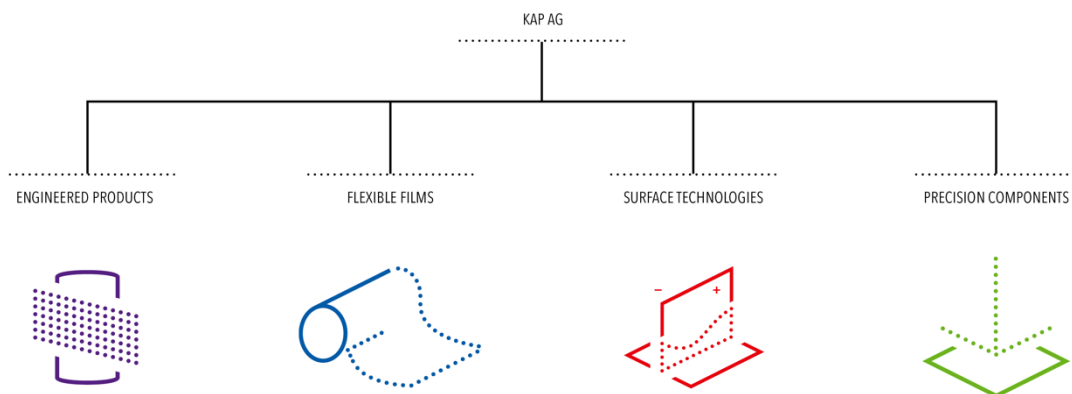 KAP AG
ENGINEERED PRODUCTS
FLEXIBLE FILMS
SURFACE TECHNOLOGIES
PRECISION COMPONENTS
− +